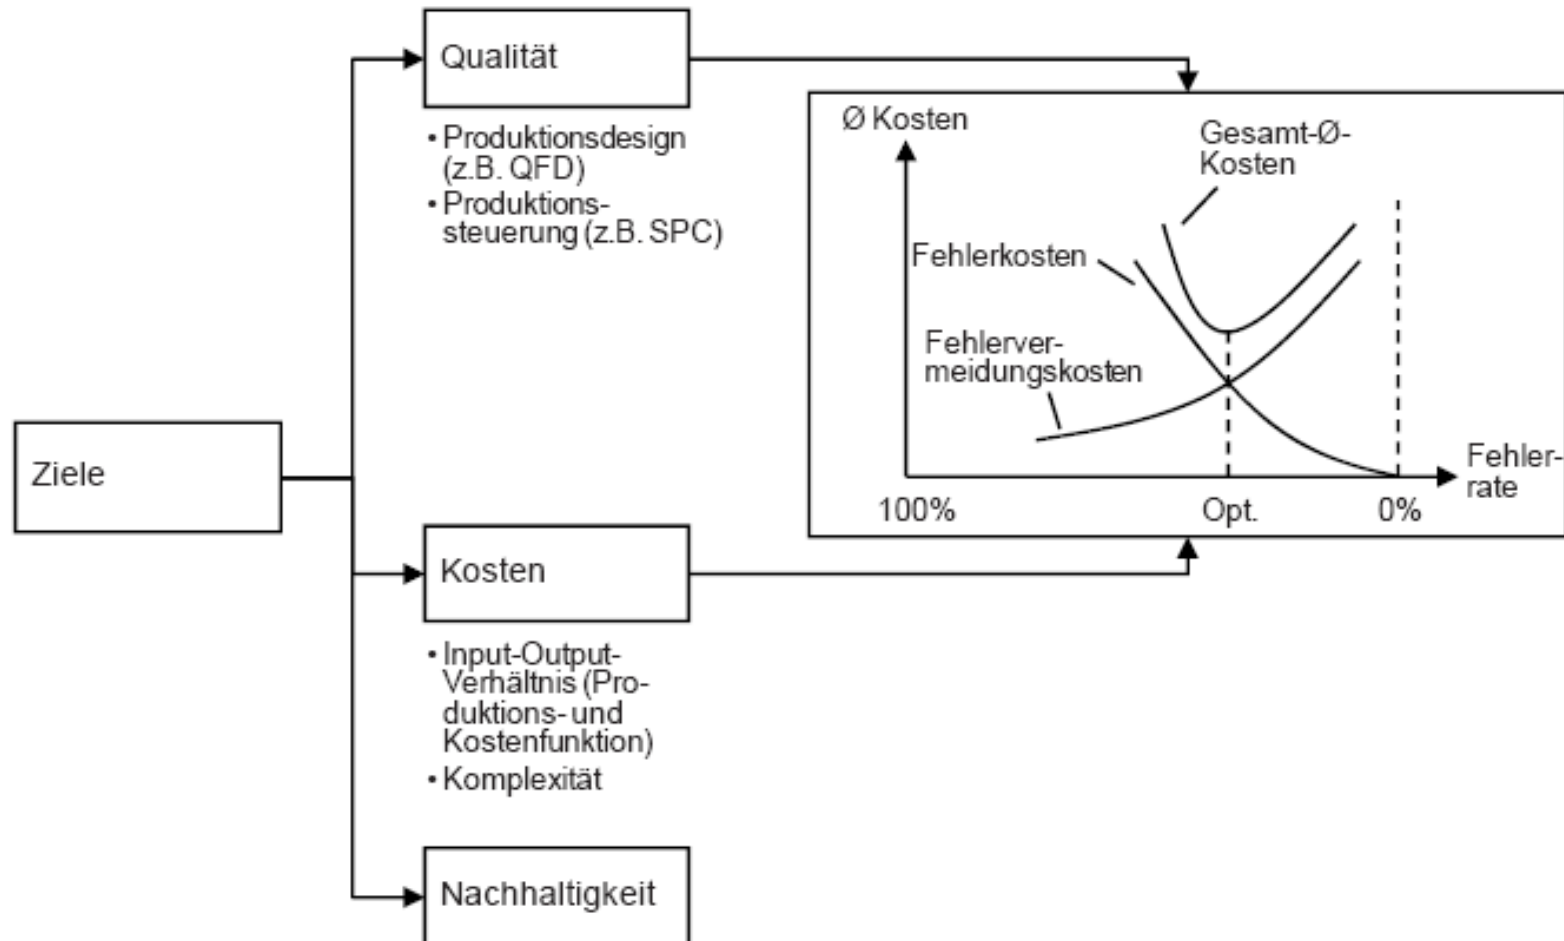 Ziele
Qualität
• Produktionsdesign
(z.B. QFD)
• Produktions-
steuerung (z.B. SPC)
Kosten
• Input-Output-
Verhältnis (Pro-
duktions- und
Kostenfunktion)
• Komplexität
Nachhaltigkeit
Ø Kosten
Gesamt-Ø-
Kosten
Fehlerkosten
Fehlerver-
meidungskosten
Fehler-
rate
100%
Opt.
0%